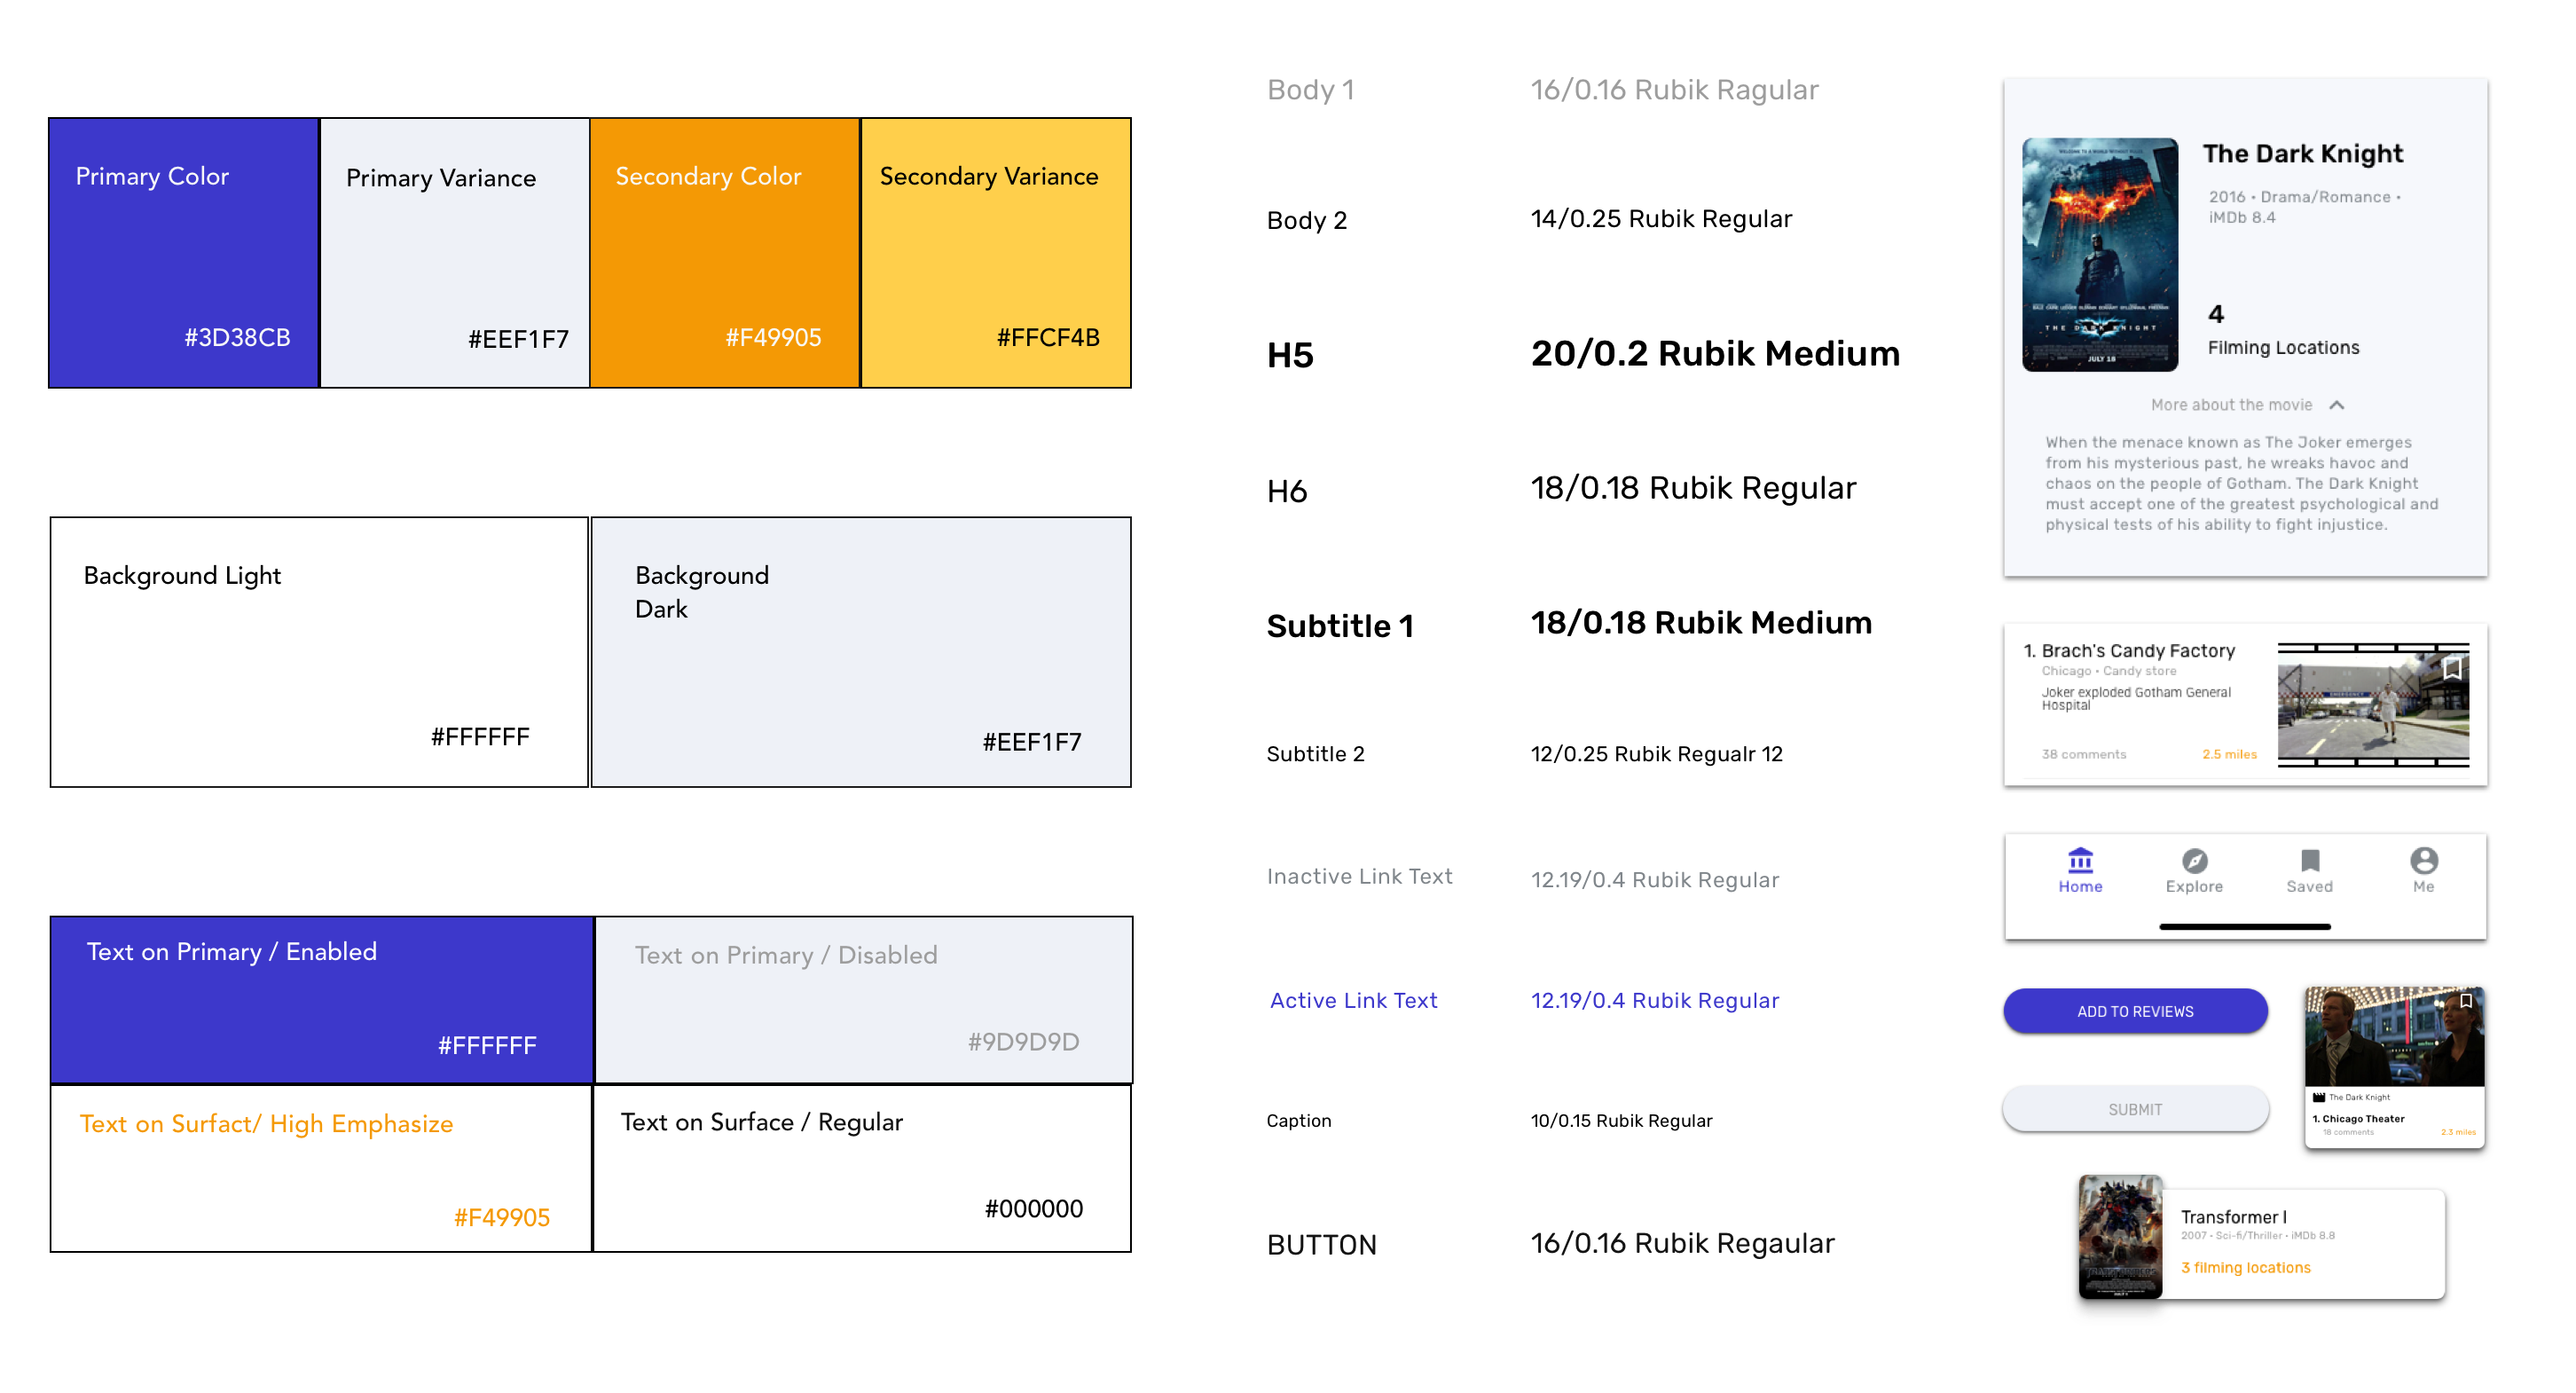 Primary Color
#3D38CB
Primary Variance
#EEF1F7
Secondary Color
#F49905
Secondary Variance
#FFCF4B
Background Light
#FFFFFF
Background
Dark
#EEF1F7
Text on Primary / Enabled
#FFFFFF
Text on Primary / Disabled
#9D9D9D
Text on Surfact/ High Emphasize
#F49905
Text on Surface / Regular
#000000
Body 1 16/0.16 Rubik Ragular
Body 2 14/0.25 Rubik Regular
H5 20/0.2 Rubik Medium
H6 18/0.18 Rubik Regular
Subtitle 1 18/0.18 Rubik Medium
Subtitle 2 12/0.25 Rubik Regualr 12
Inactive Link Text 12.19/0.4 Rubik Regular
Active Link Text 12.19/0.4 Rubik Regular
Caption 10/0.15 Rubik Regular
BUTTON 16/0.16 Rubik Regaular
THE DARK KNIGHT
JULY 18
The Dark Knight
2016 • Drama/Romance •
iMDb 8.4
4
Filming Locations
More about the movie
When the menace known as The Joker emerges
from his mysterious past, he wreaks havoc and
chaos on the people of Gotham. The Dark Knight
must accept one of the greatest psychological and
physical tests of his ability to fight injustice.
1. Brach's Candy Factory
Chicago • Candy store
Joker exploded Gotham General
Hospital
38 comments
2.5 miles
EMERGENCY
Home Explore Saved Me
ADD TO REVIEWS
SUBMIT
The Dark Knight
1. Chicago Theater
18 comments
2.3 miles
Transformer I
2007 • Sci-fi/Thriller • iMDb 8.8
3 filming locations